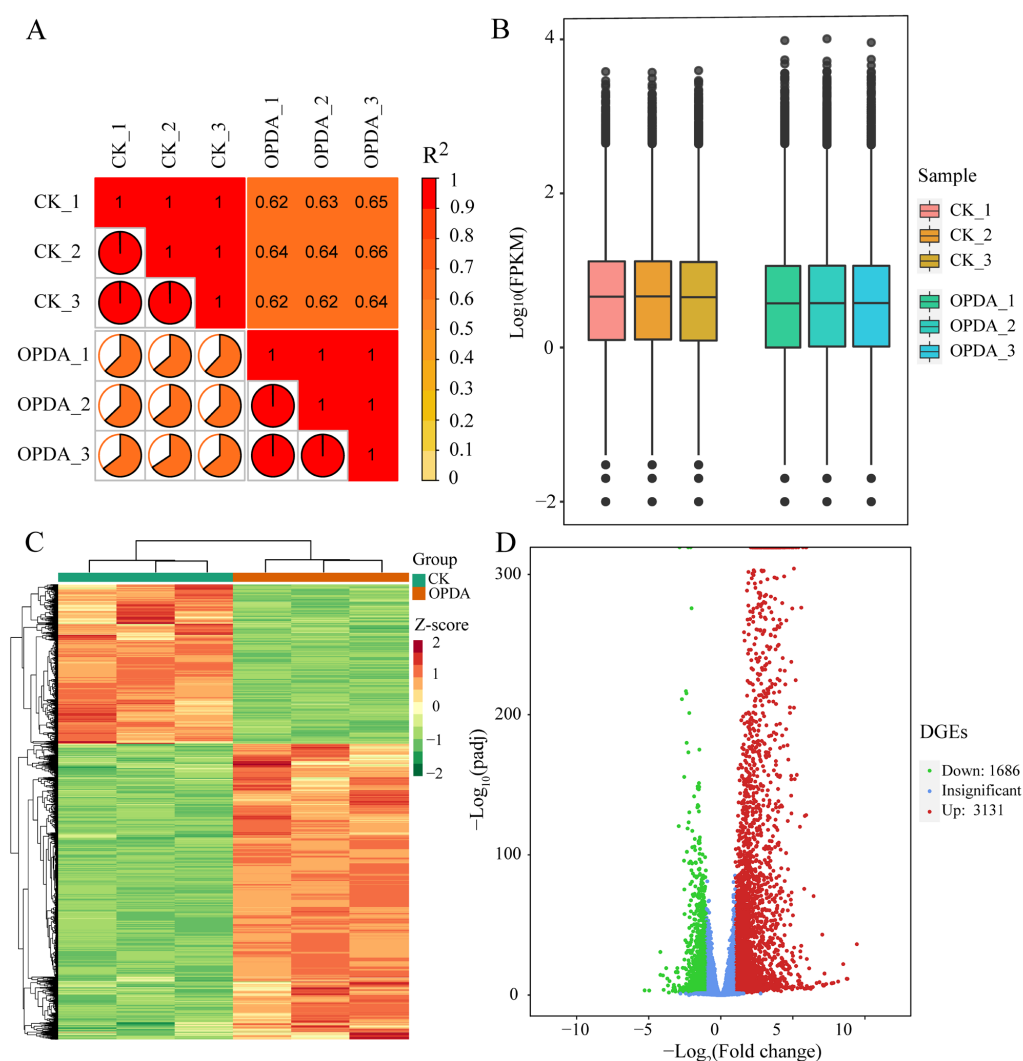 A
CK_1 CK_2 CK_3 OPDA_1 OPDA_2 OPDA_3
R²
CK_1 1 1 1 0.62 0.63 0.65
CK_2 1 1 0.64 0.64 0.66
CK_3 1 0.62 0.62 0.64
OPDA_1 1 1 1
OPDA_2 1 1
OPDA_3 1
1
0.9
0.8
0.7
0.6
0.5
0.4
0.3
0.2
0.1
0
B
Log₁₀(FPKM)
4
2
0
−2
Sample
CK_1
CK_2
CK_3
OPDA_1
OPDA_2
OPDA_3
C
Group
CK
OPDA
Z-score
2
1
0
−1
−2
D
−Log₁₀(padj)
300
200
100
0
−10 −5 0 5 10
−Log₂(Fold change)
DGEs
Down: 1686
Insignificant
Up: 3131